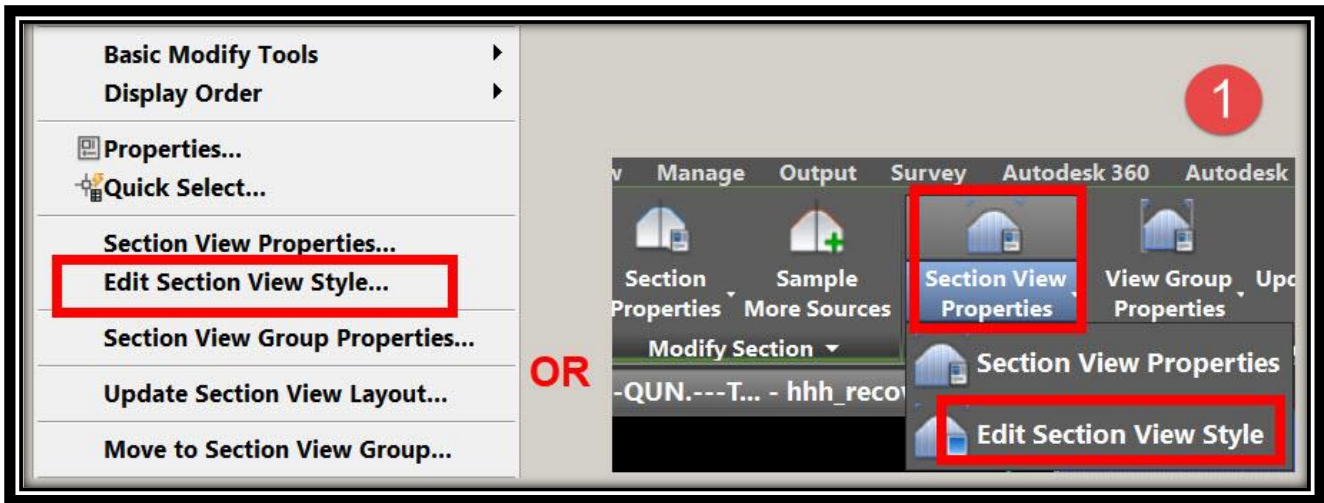 Basic Modify Tools
Display Order
Properties...
Quick Select...
Section View Properties...
Edit Section View Style...
Section View Group Properties...
Update Section View Layout...
Move to Section View Group...
OR
1
Manage Output Survey Autodesk 360 Autodesk
Section Properties
Sample More Sources
Section View Properties
View Group Properties
Modify Section
-QUN.---T... - hhh_reco
Section View Properties
Edit Section View Style